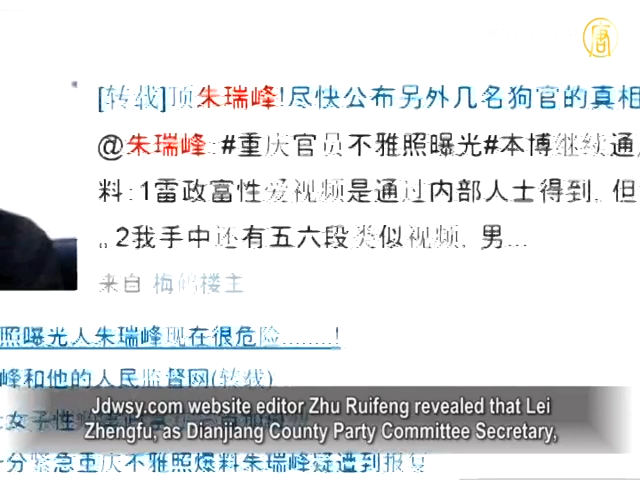 唐
[转载]顶朱瑞峰!尽快公布另外几名狗官的真相
@朱瑞峰 #重庆官员不雅照曝光#本博继续通
料 1雷政富性爱视频是通过内部人士得到, 但
。2我手中还有五六段类似视频, 男...
来自 楼主
照曝光人朱瑞峰现在很危险........!
峰和他的人民监督网(转载)
女子性
Jdwsy.com website editor Zhu Ruifeng revealed that Lei
Zhengfu, as Dianjiang County Party Committee Secretary,
分紧急重庆不雅照爆料朱瑞峰疑遭到报复